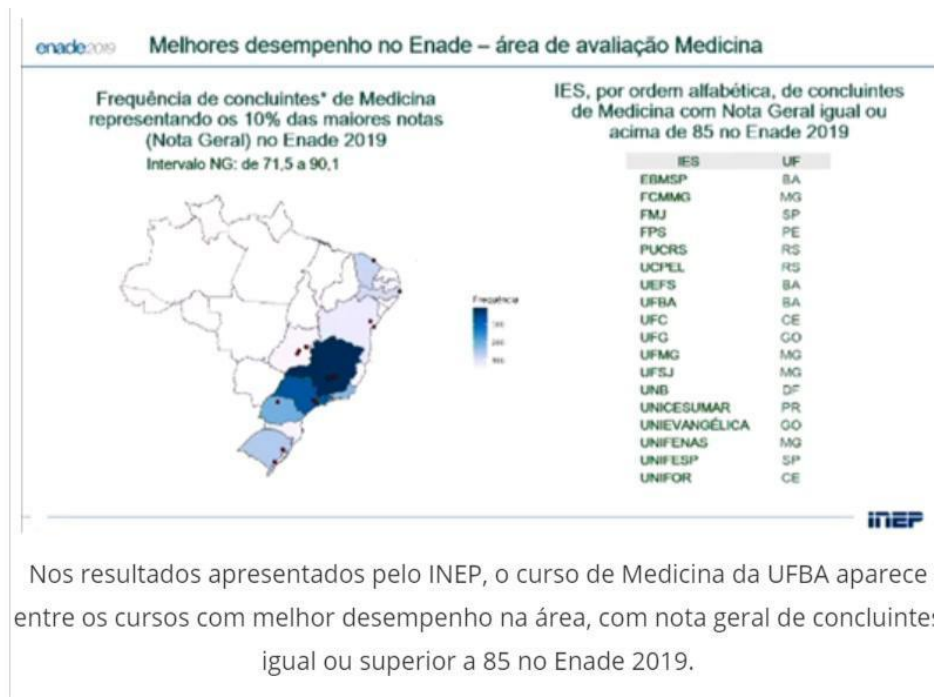 enade2019 Melhores desempenho no Enade – área de avaliação Medicina
Frequência de concluintes* de Medicina
representando os 10% das maiores notas
(Nota Geral) no Enade 2019
Intervalo NG: de 71,5 a 90,1
Frequência
300
200
100
IES, por ordem alfabética, de concluintes
de Medicina com Nota Geral igual ou
acima de 85 no Enade 2019
IES UF
EBMSP BA
FCMMG MG
FMJ SP
FPS PE
PUCRS RS
UCPEL RS
UEFS BA
UFBA BA
UFC CE
UFG GO
UFMG MG
UFSJ MG
UNB DF
UNICESUMAR PR
UNIEVANGÉLICA GO
UNIFENAS MG
UNIFESP SP
UNIFOR CE
INEP
Nos resultados apresentados pelo INEP, o curso de Medicina da UFBA aparece
entre os cursos com melhor desempenho na área, com nota geral de concluintes
igual ou superior a 85 no Enade 2019.